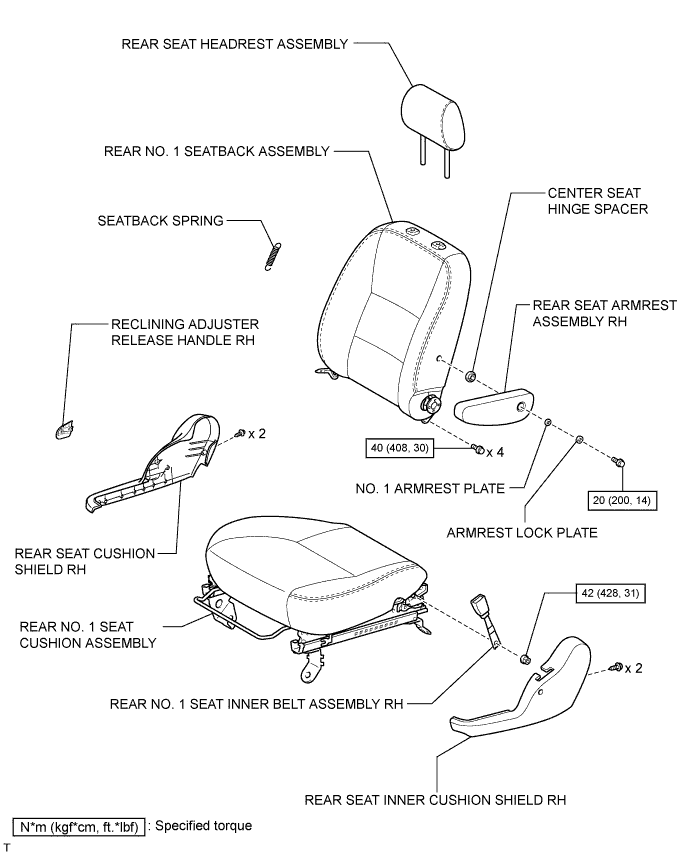 REAR SEAT HEADREST ASSEMBLY
REAR NO. 1 SEATBACK ASSEMBLY
CENTER SEAT
HINGE SPACER
SEATBACK SPRING
REAR SEAT ARMREST
ASSEMBLY RH
RECLINING ADJUSTER
RELEASE HANDLE RH
x 2
40 (408, 30)
x 4
NO. 1 ARMREST PLATE
20 (200, 14)
ARMREST LOCK PLATE
REAR SEAT CUSHION
SHIELD RH
42 (428, 31)
REAR NO. 1 SEAT
CUSHION ASSEMBLY
x 2
REAR NO. 1 SEAT INNER BELT ASSEMBLY RH
REAR SEAT INNER CUSHION SHIELD RH
N*m (kgf*cm, ft.*lbf) : Specified torque
T